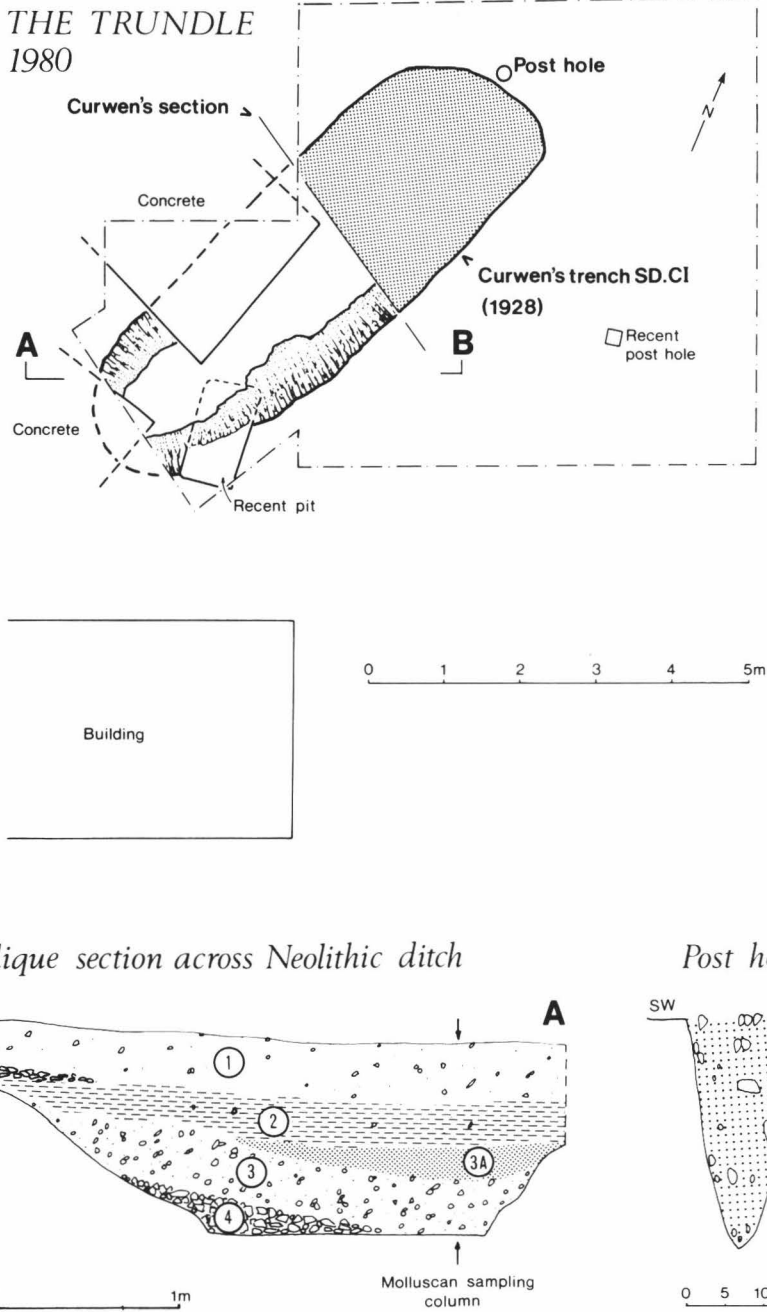 THE TRUNDLE
1980
Post hole
Curwen's section
N
Concrete
Curwen's trench SD.CI
(1928)
A
B
Recent
post hole
Concrete
Recent pit
0 1 2 3 4 5m
Building
ique section across Neolithic ditch
Post h
A
SW
1
2
3
3A
4
1m
Molluscan sampling
column
0 5 10